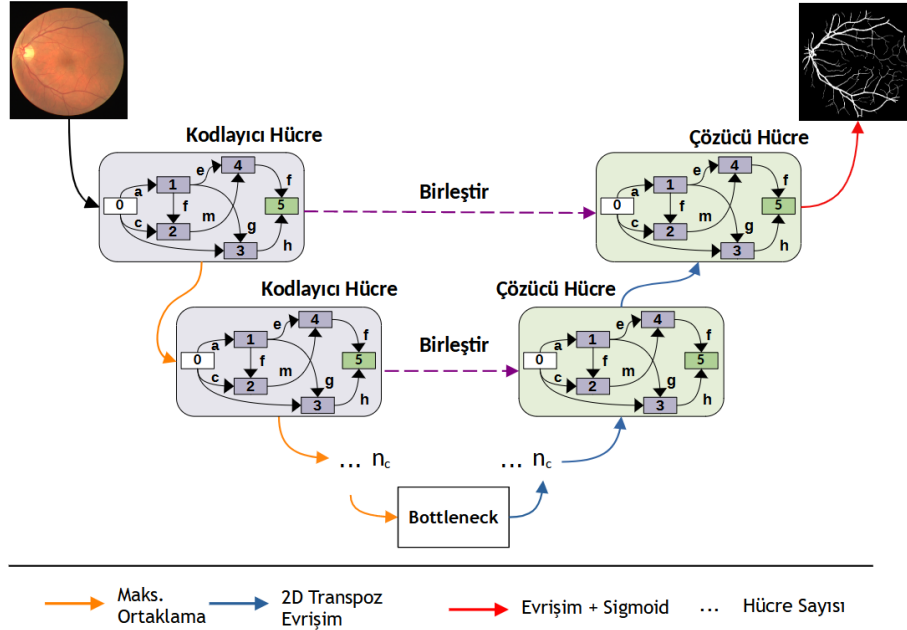 Kodlayıcı Hücre
Çözücü Hücre
0 a c 1 f 2 e m 4 g 3 f h 5
Birleştir
0 a c 1 f 2 e m 4 g 3 f h 5
Kodlayıcı Hücre
Çözücü Hücre
0 a c 1 f 2 e m 4 g 3 f h 5
Birleştir
0 a c 1 f 2 e m 4 g 3 f h 5
... n_c
... n_c
Bottleneck
Maks.
Ortaklama
2D Transpoz
Evrişim
Evrişim + Sigmoid
... Hücre Sayısı